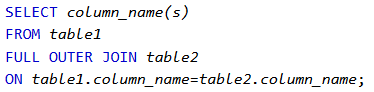 SELECT column_name(s)
FROM table1
FULL OUTER JOIN table2
ON table1.column_name=table2.column_name;